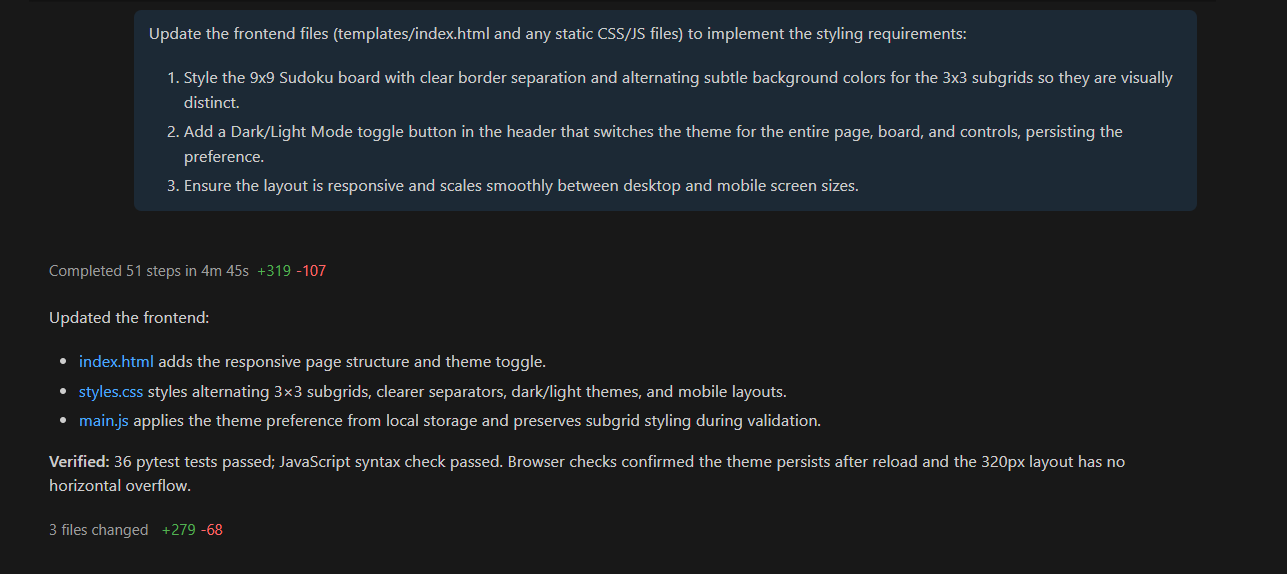 Update the frontend files (templates/index.html and any static CSS/JS files) to implement the styling requirements:
1. Style the 9x9 Sudoku board with clear border separation and alternating subtle background colors for the 3x3 subgrids so they are visually
distinct.
2. Add a Dark/Light Mode toggle button in the header that switches the theme for the entire page, board, and controls, persisting the
preference.
3. Ensure the layout is responsive and scales smoothly between desktop and mobile screen sizes.
Completed 51 steps in 4m 45s +319 -107
Updated the frontend:
• index.html adds the responsive page structure and theme toggle.
• styles.css styles alternating 3×3 subgrids, clearer separators, dark/light themes, and mobile layouts.
• main.js applies the theme preference from local storage and preserves subgrid styling during validation.
Verified: 36 pytest tests passed; JavaScript syntax check passed. Browser checks confirmed the theme persists after reload and the 320px layout has no
horizontal overflow.
3 files changed +279 -68